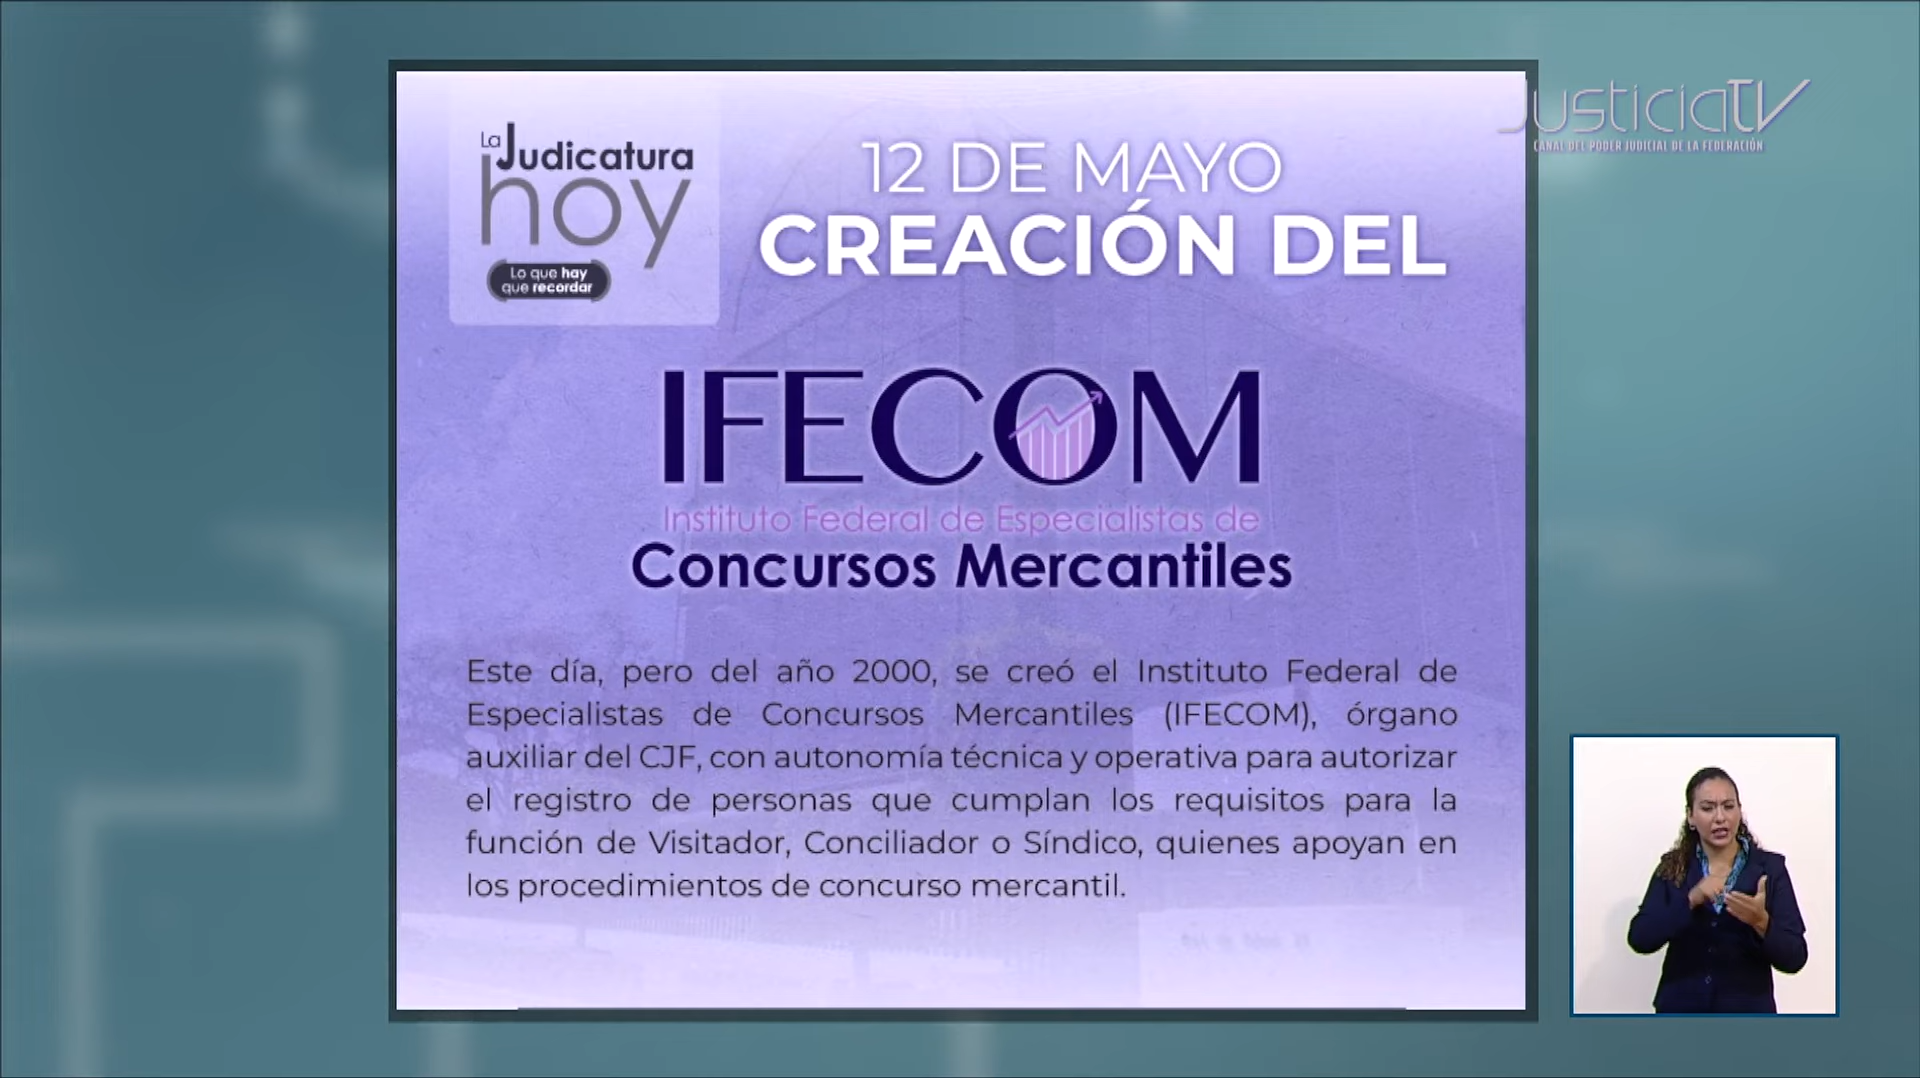 La Judicatura
hoy
Lo que hay
que recordar
12 DE MAYO
CREACIÓN DEL
JusticiaTV
CANAL DEL PODER JUDICIAL DE LA FEDERACIÓN
IFECOM
Instituto Federal de Especialistas de
Concursos Mercantiles
Este día, pero del año 2000, se creó el Instituto Federal de
Especialistas de Concursos Mercantiles (IFECOM), órgano
auxiliar del CJF, con autonomía técnica y operativa para autorizar
el registro de personas que cumplan los requisitos para la
función de Visitador, Conciliador o Síndico, quienes apoyan en
los procedimientos de concurso mercantil.